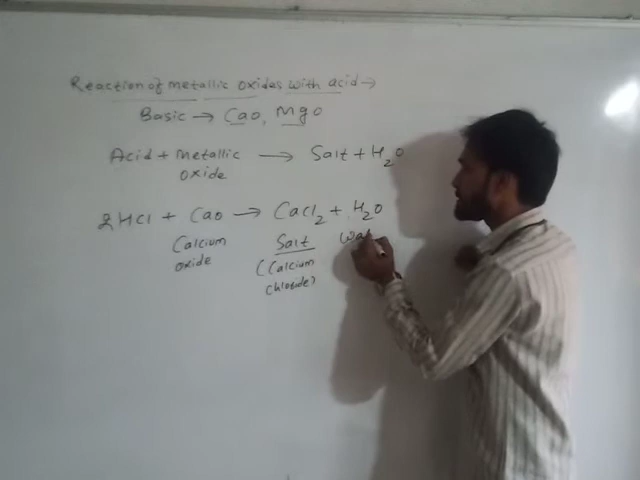 Reaction of metallic oxides with acid →
Basic → Cao, Mgo
Acid + metallic → Salt + H₂O
oxide
2HCl + Cao → Cacl₂ + H₂O
Calcium Salt Wat
oxide (Calcium
Chloride)